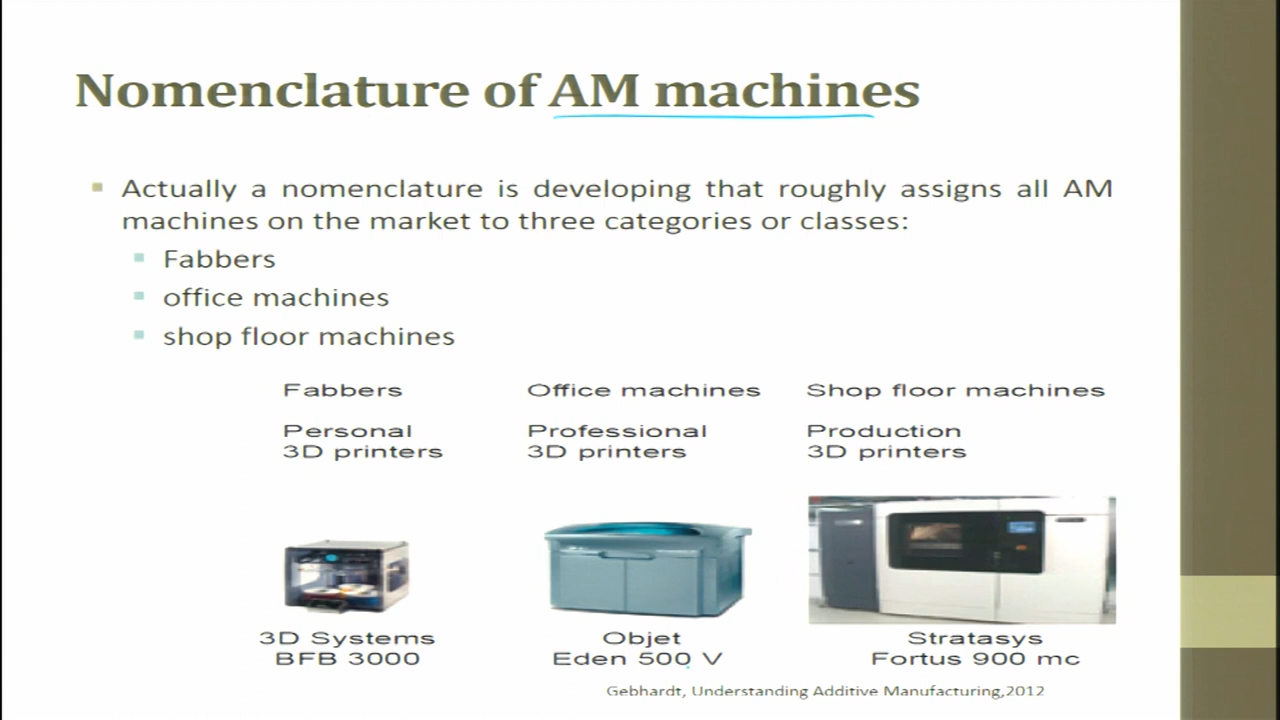 Nomenclature of AM machines
Actually a nomenclature is developing that roughly assigns all AM
machines on the market to three categories or classes:
Fabbers
office machines
shop floor machines
Fabbers Office machines Shop floor machines
Personal Professional Production
3D printers 3D printers 3D printers
3D Systems Objet Stratasys
BFB 3000 Eden 500 V Fortus 900 mc
Gebhardt, Understanding Additive Manufacturing,2012